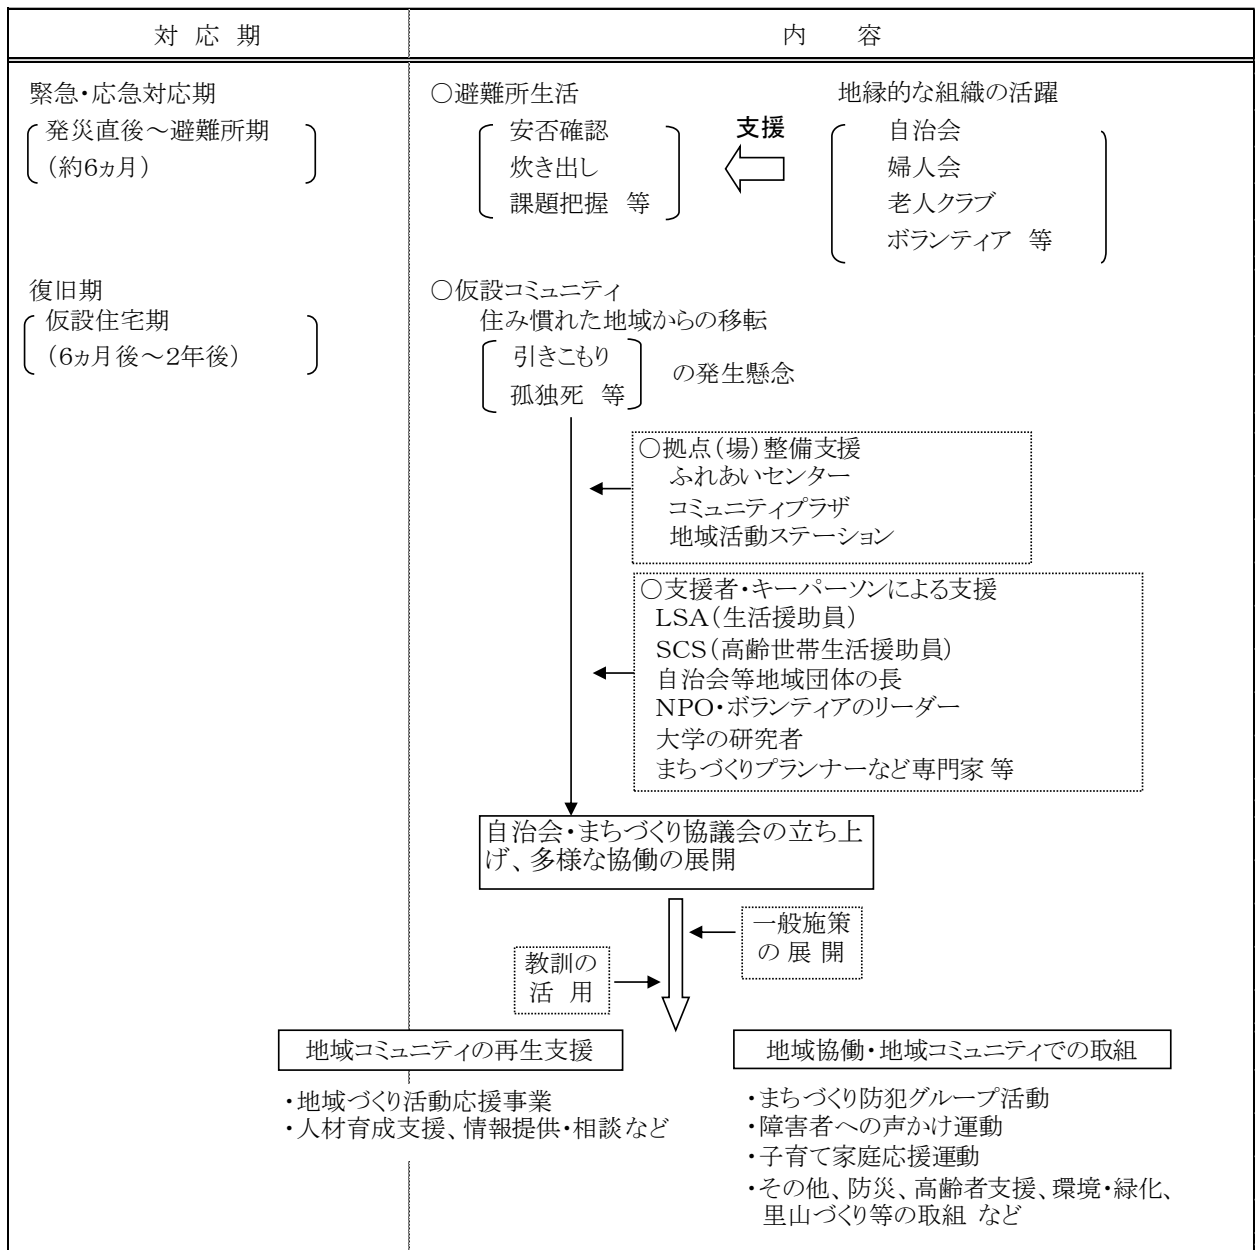 対 応 期
内　容
緊急・応急対応期
発災直後～避難所期
（約6ヵ月）
○避難所生活
安否確認
炊き出し
課題把握 等
支援
地縁的な組織の活躍
自治会
婦人会
老人クラブ
ボランティア 等
復旧期
仮設住宅期
（6ヵ月後～2年後）
○仮設コミュニティ
住み慣れた地域からの移転
引きこもり
孤独死 等
の発生懸念
○拠点（場）整備支援
ふれあいセンター
コミュニティプラザ
地域活動ステーション
○支援者・キーパーソンによる支援
LSA（生活援助員）
SCS（高齢世帯生活援助員）
自治会等地域団体の長
NPO・ボランティアのリーダー
大学の研究者
まちづくりプランナーなど専門家 等
自治会・まちづくり協議会の立ち上
げ、多様な協働の展開
一般施策
の 展 開
教訓の
活 用
地域コミュニティの再生支援
・地域づくり活動応援事業
・人材育成支援、情報提供・相談など
地域協働・地域コミュニティでの取組
・まちづくり防犯グループ活動
・障害者への声かけ運動
・子育て家庭応援運動
・その他、防災、高齢者支援、環境・緑化、
里山づくり等の取組 など